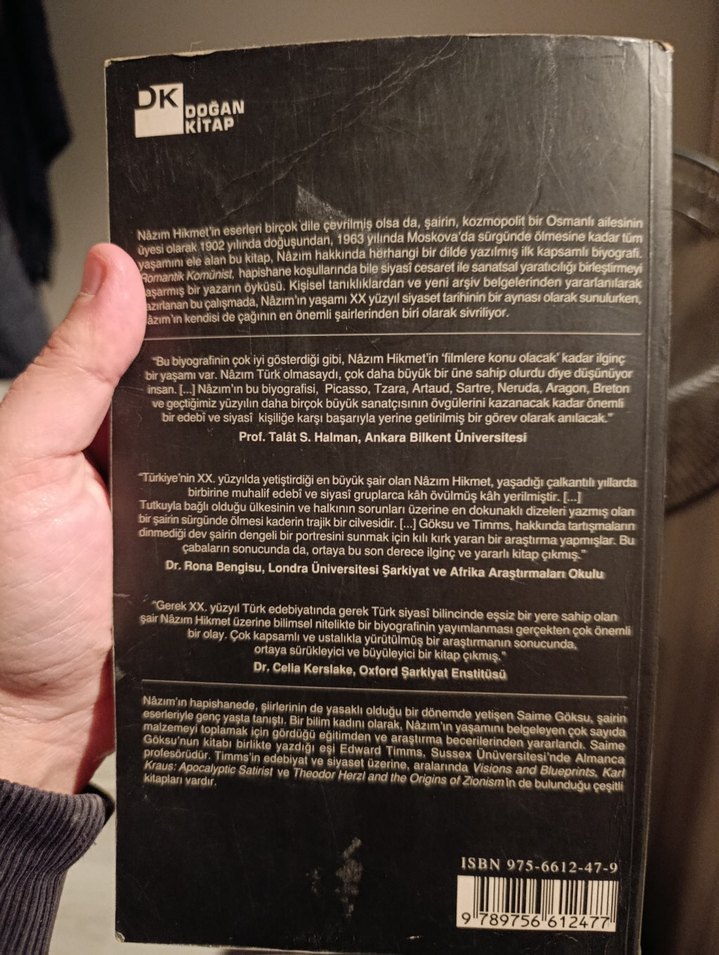 DK
DOĞAN
KİTAP
Nâzım Hikmet'in eserleri birçok dile çevrilmiş olsa da, şairin, kozmopolit bir Osmanlı ailesinin
üyesi olarak 1902 yılında doğuşundan, 1963 yılında Moskova'da sürgünde ölmesine kadar tüm
yaşamını ele alan bu kitap, Nâzım hakkında herhangi bir dilde yazılmış ilk kapsamlı biyografi.
Romantik Komünist, hapishane koşullarında bile siyasî cesaret ile sanatsal yaratıcılığı birleştirmeyi
aşarmış bir yazarın öyküsü. Kişisel tanıklıklardan ve yeni arşiv belgelerinden yararlanılarak
azırlanan bu çalışmada, Nâzım'ın yaşamı XX yüzyıl siyaset tarihinin bir aynası olarak sunulurken,
âzım'ın kendisi de çağının en önemli şairlerinden biri olarak sivriliyor.
"Bu biyografinin çok iyi gösterdiği gibi, Nâzım Hikmet'in 'filmlere konu olacak' kadar ilginç
bir yaşamı var. Nâzım Türk olmasaydı, çok daha büyük bir üne sahip olurdu diye düşünüyor
insan. [...] Nâzım'ın bu biyografisi, Picasso, Tzara, Artaud, Sartre, Neruda, Aragon, Breton
ve geçtiğimiz yüzyılın daha birçok büyük sanatçısının övgülerini kazanacak kadar önemli
bir edebî ve siyasî kişiliğe karşı başarıyla yerine getirilmiş bir görev olarak anılacak."
Prof. Talât S. Halman, Ankara Bilkent Üniversitesi
"Türkiye'nin XX. yüzyılda yetiştirdiği en büyük şair olan Nâzım Hikmet, yaşadığı çalkantılı yıllarda
birbirine muhalif edebî ve siyasî gruplarca kâh övülmüş kâh yerilmiştir. [...]
Tutkuyla bağlı olduğu ülkesinin ve halkının sorunları üzerine en dokunaklı dizeleri yazmış olan
bir şairin sürgünde ölmesi kaderin trajik bir cilvesidir. [...] Göksu ve Timms, hakkında tartışmaların
dinmediği dev şairin dengeli bir portresini sunmak için kılı kırk yaran bir araştırma yapmışlar. Bu
çabaların sonucunda da, ortaya bu son derece ilginç ve yararlı kitap çıkmış."
Dr. Rona Bengisu, Londra Üniversitesi Şarkiyat ve Afrika Araştırmaları Okulu
"Gerek XX. yüzyıl Türk edebiyatında gerek Türk siyasî bilincinde eşsiz bir yere sahip olan
şair Nâzım Hikmet üzerine bilimsel nitelikte bir biyografinin yayımlanması gerçekten çok önemli
bir olay. Çok kapsamlı ve ustalıkla yürütülmüş bir araştırmanın sonucunda,
ortaya sürükleyici ve büyüleyici bir kitap çıkmış."
Dr. Celia Kerslake, Oxford Şarkiyat Enstitüsü
Nâzım'ın hapishanede, şiirlerinin de yasaklı olduğu bir dönemde yetişen Saime Göksu, şairin
eserleriyle genç yaşta tanıştı. Bir bilim kadını olarak, Nâzım'ın yaşamını belgeleyen çok sayıda
malzemeyi toplamak için gördüğü eğitimden ve araştırma becerilerinden yararlandı. Saime
Göksu'nun kitabı birlikte yazdığı eşi Edward Timms, Sussex Ünüversitesi'nde Almanca
profesörüdür. Timms'in edebiyat ve siyaset üzerine, aralarında Visions and Blueprints, Karl
Kraus: Apocalyptic Satirist ve Theodor Herzl and the Origins of Zionism'in de bulunduğu çeşitli
kitapları vardır.
ISBN 975-6612-47-9
9 789756 612477